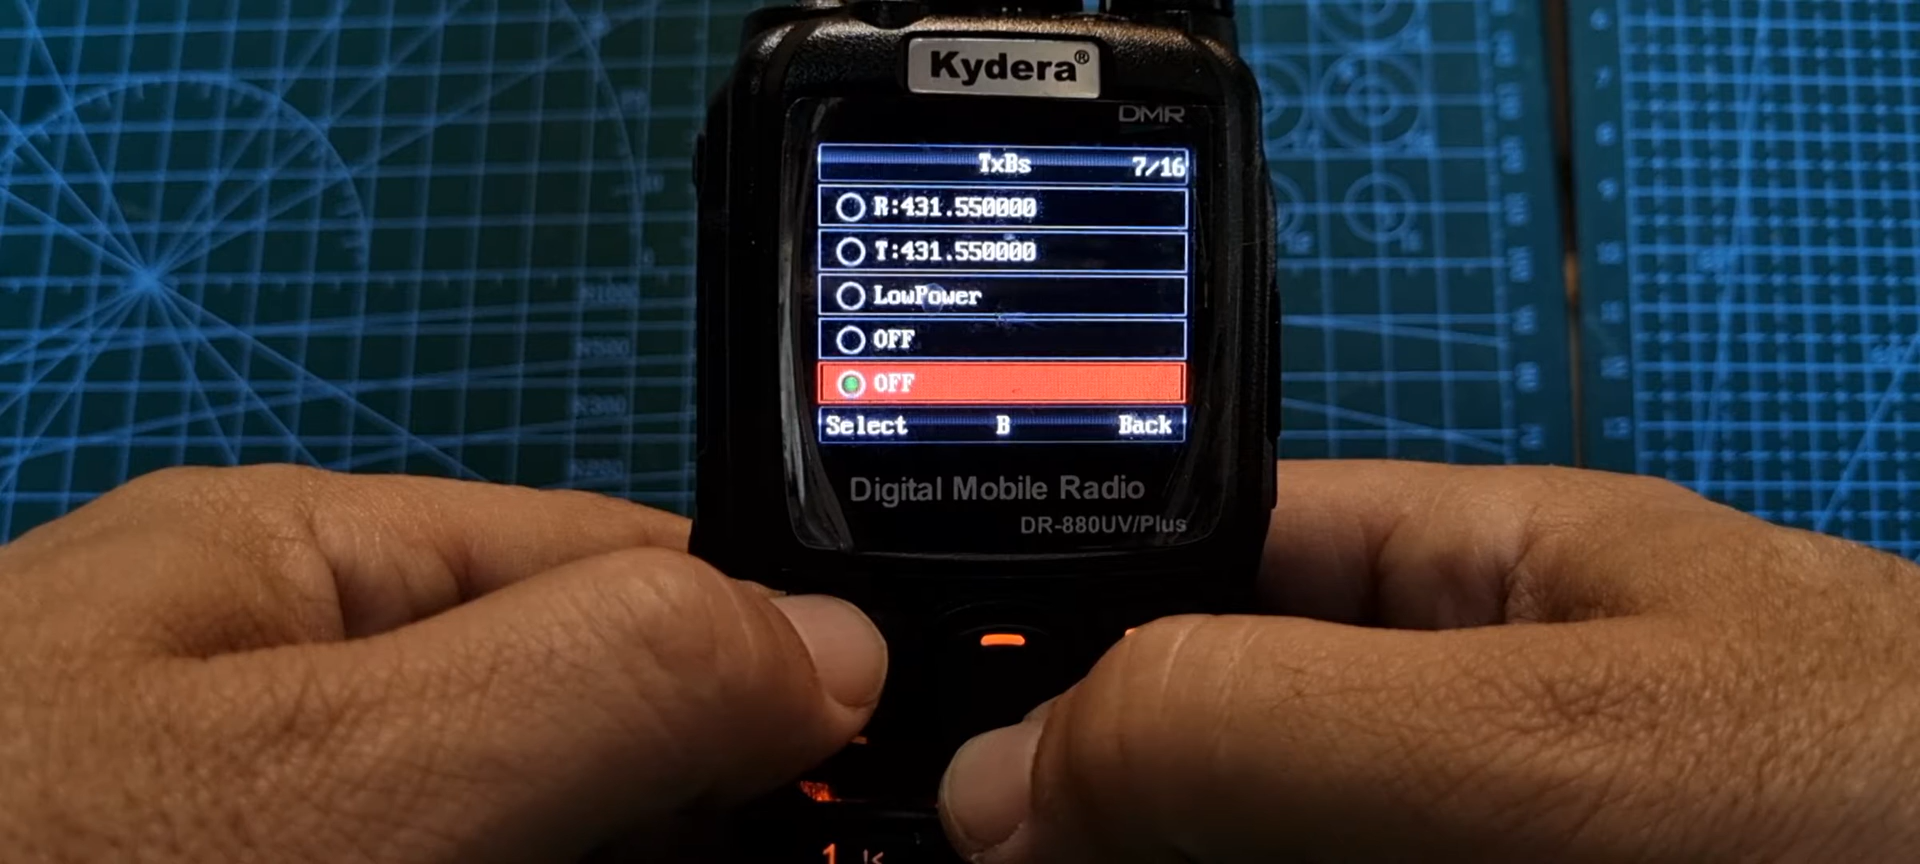 Kydera®
DMR
TxBs 7/16
R:431.550000
T:431.550000
LowPower
OFF
OFF
Select B Back
Digital Mobile Radio
DR-880UV/Plus
1